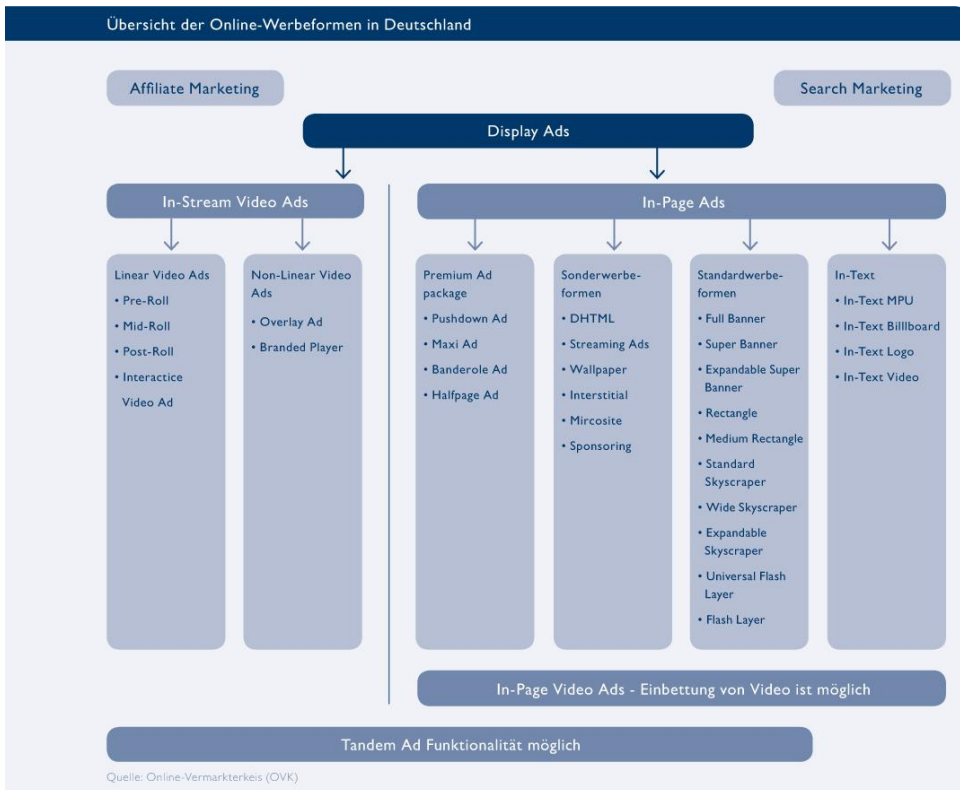 Übersicht der Online-Werbeformen in Deutschland
Affiliate Marketing
Search Marketing
Display Ads
In-Stream Video Ads
In-Page Ads
Linear Video Ads
• Pre-Roll
• Mid-Roll
• Post-Roll
• Interactice
Video Ad
Non-Linear Video
Ads
• Overlay Ad
• Branded Player
Premium Ad
package
• Pushdown Ad
• Maxi Ad
• Banderole Ad
• Halfpage Ad
Sonderwerbe-
formen
• DHTML
• Streaming Ads
• Wallpaper
• Interstitial
• Mircosite
• Sponsoring
Standardwerbe-
formen
• Full Banner
• Super Banner
• Expandable Super
Banner
• Rectangle
• Medium Rectangle
• Standard
Skyscraper
• Wide Skyscraper
• Expandable
Skyscraper
• Universal Flash
Layer
• Flash Layer
In-Text
• In-Text MPU
• In-Text Billlboard
• In-Text Logo
• In-Text Video
In-Page Video Ads - Einbettung von Video ist möglich
Tandem Ad Funktionalität möglich
Quelle: Online-Vermarkterkeis (OVK)